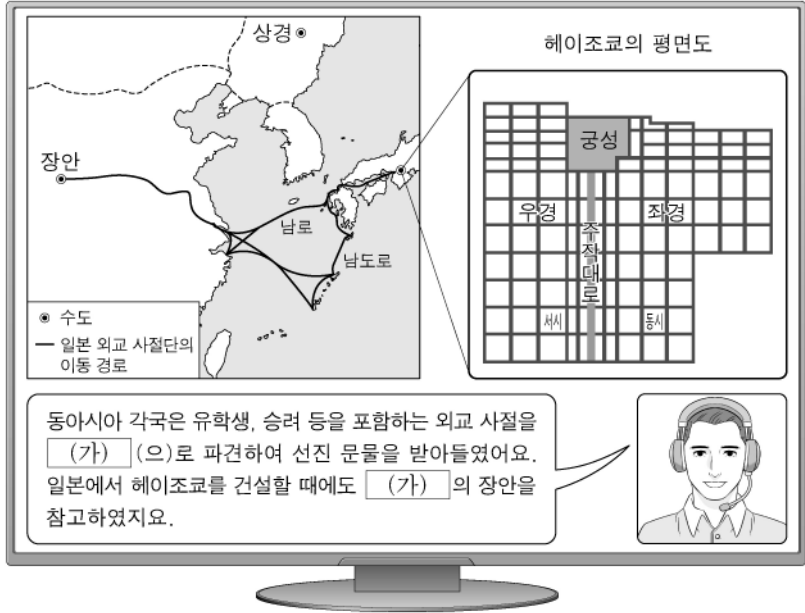 상경
장안
남로
남도로
수도
일본 외교 사절단의
이동 경로
헤이조쿄의 평면도
궁성
우경
좌경
주작대로
서시
동시
동아시아 각국은 유학생, 승려 등을 포함하는 외교 사절을
(가) (으)로 파견하여 선진 문물을 받아들였어요.
일본에서 헤이조쿄를 건설할 때에도 (가) 의 장안을
참고하였지요.